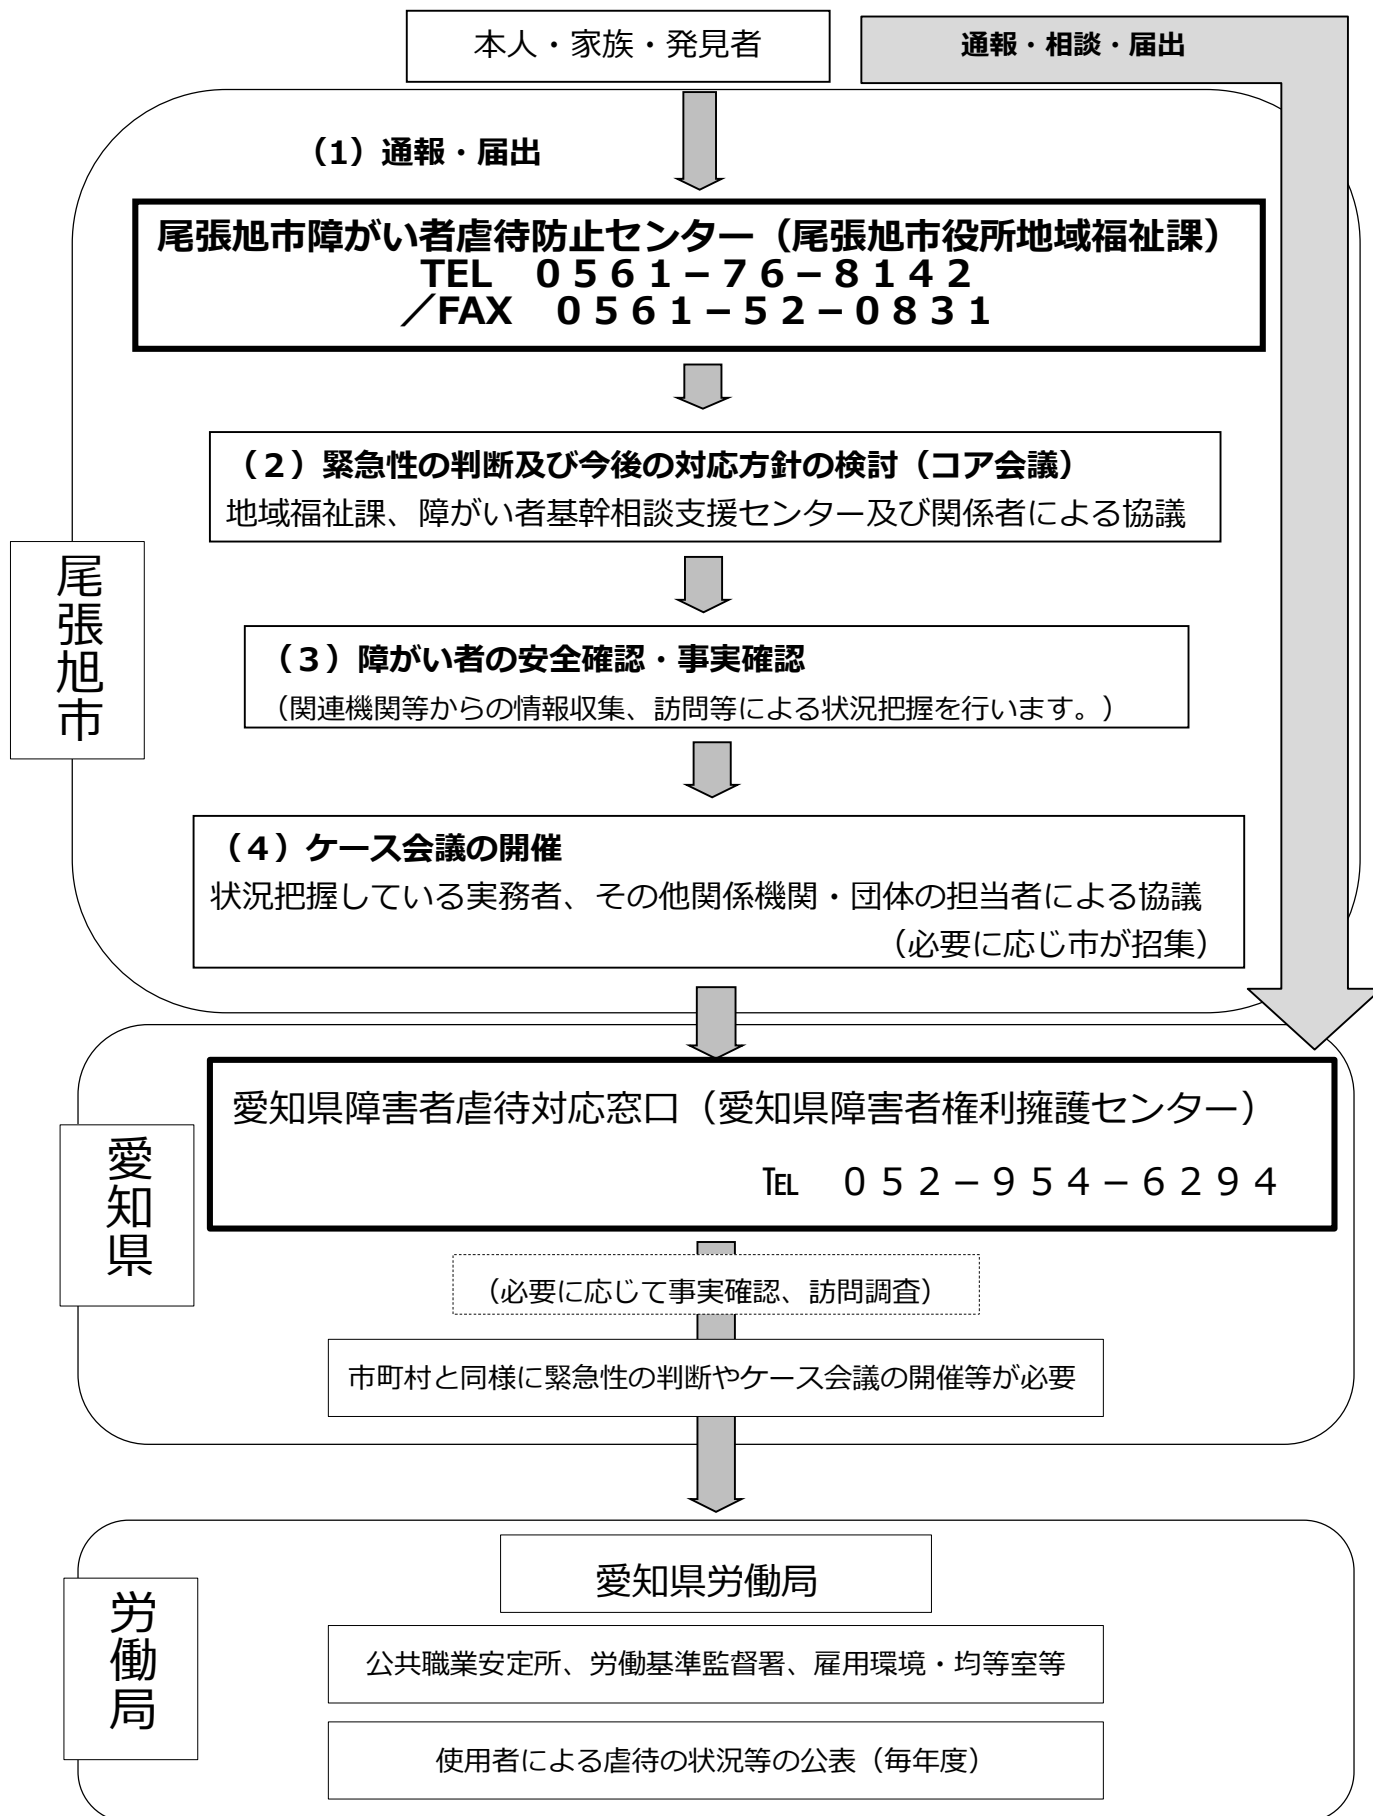 本人・家族・発見者
通報・相談・届出
（1）通報・届出
尾張旭市障がい者虐待防止センター（尾張旭市役所地域福祉課）
TEL　０５６１－７６－８１４２
／FAX　０５６１－５２－０８３１
（２）緊急性の判断及び今後の対応方針の検討（コア会議）
地域福祉課、障がい者基幹相談支援センター及び関係者による協議
尾張旭市
（３）障がい者の安全確認・事実確認
（関連機関等からの情報収集、訪問等による状況把握を行います。）
（４）ケース会議の開催
状況把握している実務者、その他関係機関・団体の担当者による協議
（必要に応じ市が招集）
愛知県障害者虐待対応窓口（愛知県障害者権利擁護センター）
℡　０５２－９５４－６２９４
愛知県
（必要に応じて事実確認、訪問調査）
市町村と同様に緊急性の判断やケース会議の開催等が必要
愛知県労働局
労働局
公共職業安定所、労働基準監督署、雇用環境・均等室等
使用者による虐待の状況等の公表（毎年度）